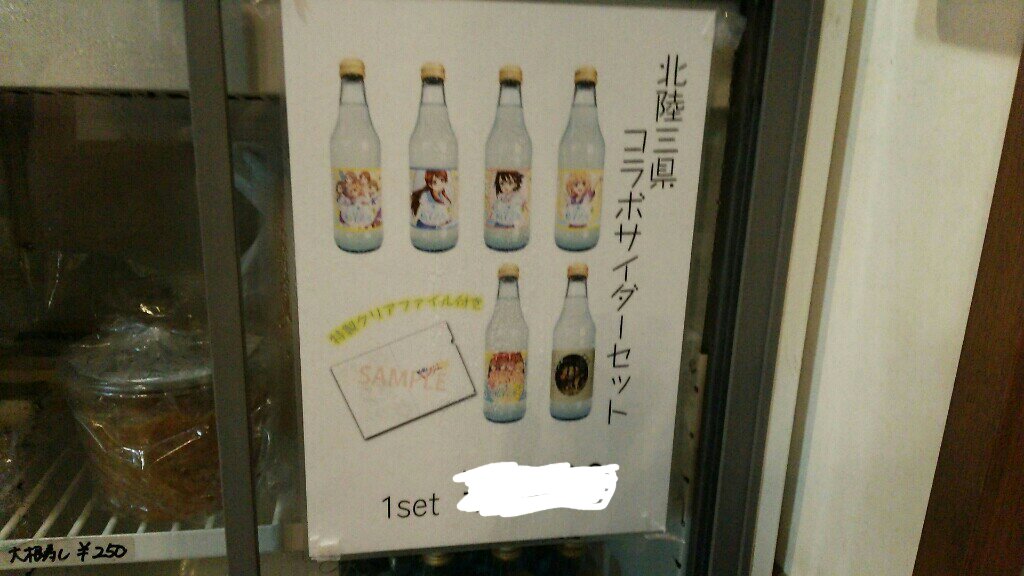 北陸三県
コラボサイダーセット
特製クリアファイル付き
SAMPLE
1set
大根寿し ¥250